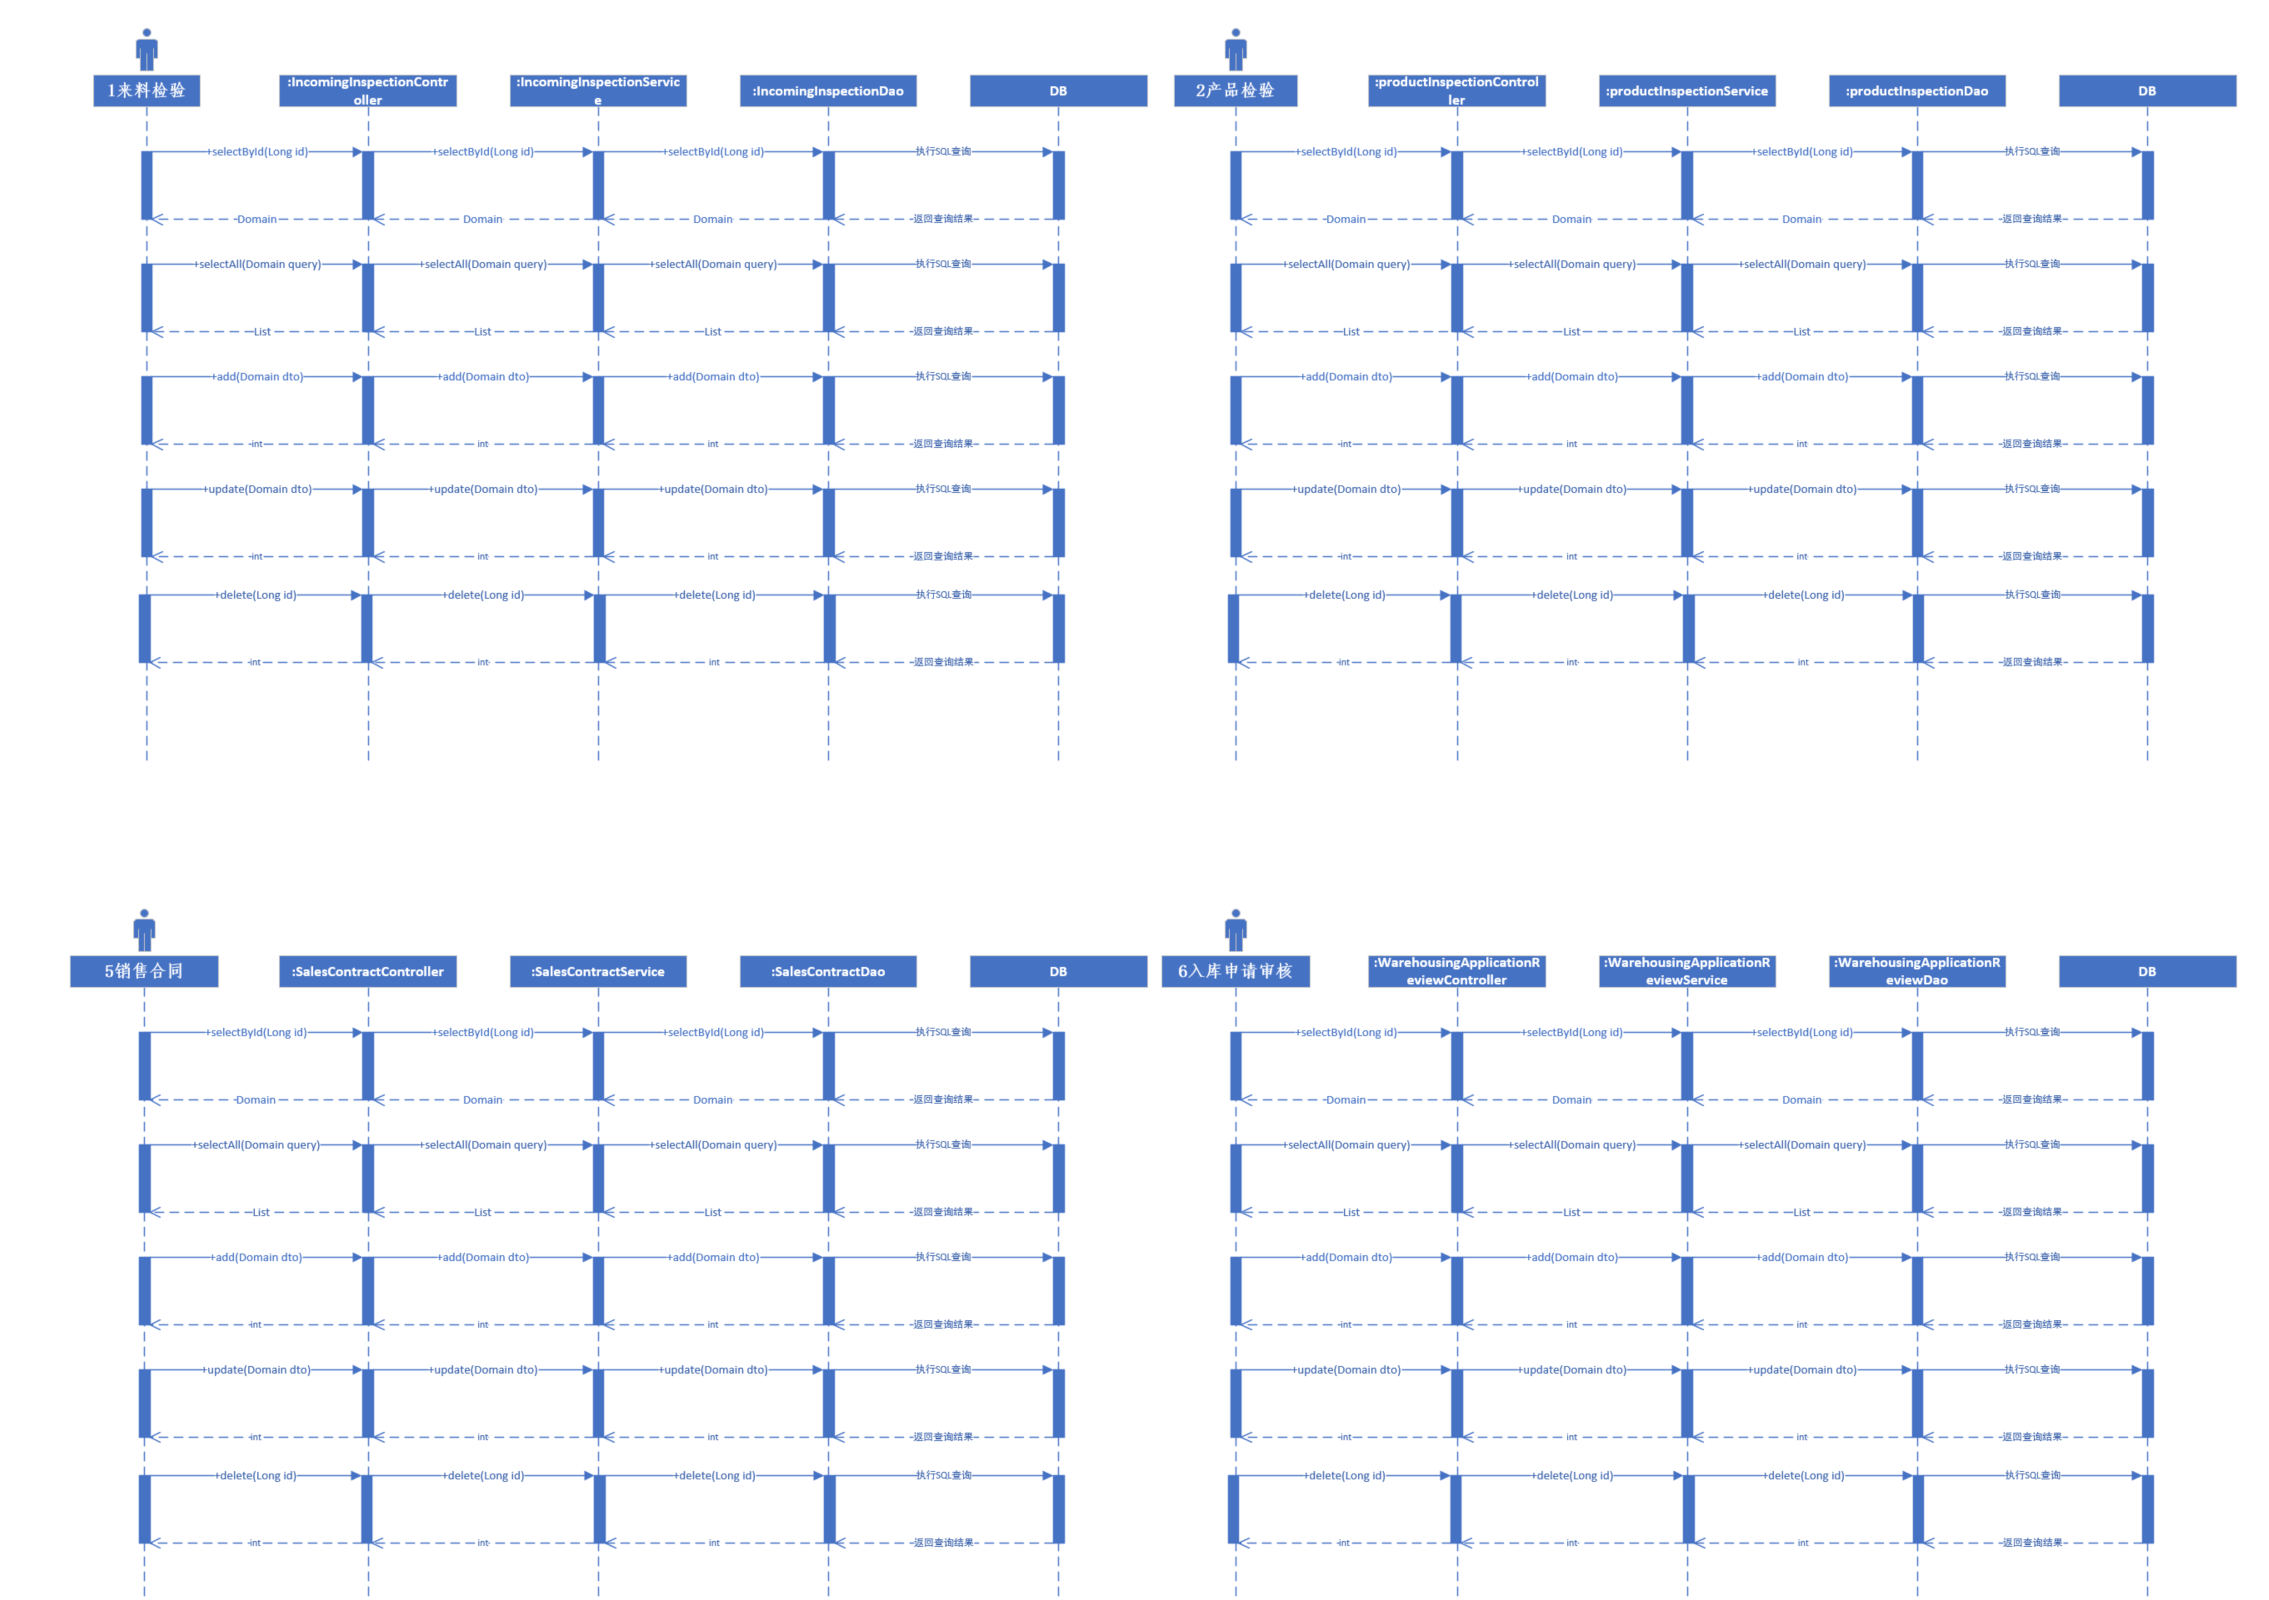 1来料检验
:IncomingInspectionContr
oller
:IncomingInspectionServic
e
:IncomingInspectionDao
DB
+selectById(Long id)
+selectById(Long id)
+selectById(Long id)
执行SQL查询
Domain
Domain
Domain
返回查询结果
+selectAll(Domain query)
+selectAll(Domain query)
+selectAll(Domain query)
执行SQL查询
List
List
List
返回查询结果
+add(Domain dto)
+add(Domain dto)
+add(Domain dto)
执行SQL查询
int
int
int
返回查询结果
+update(Domain dto)
+update(Domain dto)
+update(Domain dto)
执行SQL查询
int
int
int
返回查询结果
+delete(Long id)
+delete(Long id)
+delete(Long id)
执行SQL查询
int
int
int
返回查询结果
2产品检验
:productInspectionControl
ler
:productInspectionService
:productInspectionDao
DB
+selectById(Long id)
+selectById(Long id)
+selectById(Long id)
执行SQL查询
Domain
Domain
Domain
返回查询结果
+selectAll(Domain query)
+selectAll(Domain query)
+selectAll(Domain query)
执行SQL查询
List
List
List
返回查询结果
+add(Domain dto)
+add(Domain dto)
+add(Domain dto)
执行SQL查询
int
int
int
返回查询结果
+update(Domain dto)
+update(Domain dto)
+update(Domain dto)
执行SQL查询
int
int
int
返回查询结果
+delete(Long id)
+delete(Long id)
+delete(Long id)
执行SQL查询
int
int
int
返回查询结果
5销售合同
:SalesContractController
:SalesContractService
:SalesContractDao
DB
+selectById(Long id)
+selectById(Long id)
+selectById(Long id)
执行SQL查询
Domain
Domain
Domain
返回查询结果
+selectAll(Domain query)
+selectAll(Domain query)
+selectAll(Domain query)
执行SQL查询
List
List
List
返回查询结果
+add(Domain dto)
+add(Domain dto)
+add(Domain dto)
执行SQL查询
int
int
int
返回查询结果
+update(Domain dto)
+update(Domain dto)
+update(Domain dto)
执行SQL查询
int
int
int
返回查询结果
+delete(Long id)
+delete(Long id)
+delete(Long id)
执行SQL查询
int
int
int
返回查询结果
6入库申请审核
:WarehousingApplicationR
eviewController
:WarehousingApplicationR
eviewService
:WarehousingApplicationR
eviewDao
DB
+selectById(Long id)
+selectById(Long id)
+selectById(Long id)
执行SQL查询
Domain
Domain
Domain
返回查询结果
+selectAll(Domain query)
+selectAll(Domain query)
+selectAll(Domain query)
执行SQL查询
List
List
List
返回查询结果
+add(Domain dto)
+add(Domain dto)
+add(Domain dto)
执行SQL查询
int
int
int
返回查询结果
+update(Domain dto)
+update(Domain dto)
+update(Domain dto)
执行SQL查询
int
int
int
返回查询结果
+delete(Long id)
+delete(Long id)
+delete(Long id)
执行SQL查询
int
int
int
返回查询结果